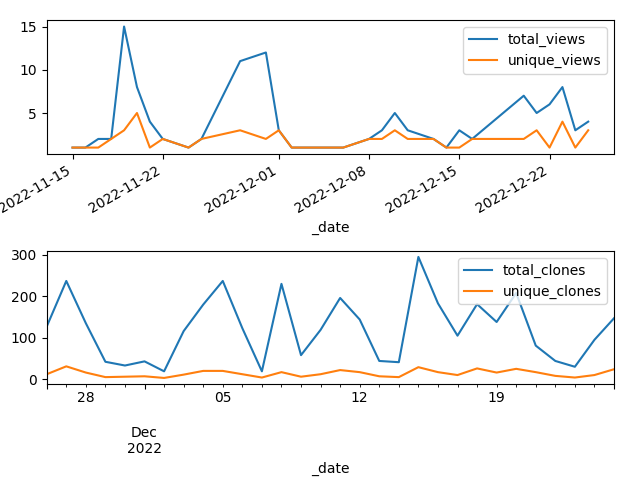 15
10
5
total_views
unique_views
2022-11-15
2022-11-22
2022-12-01
2022-12-08
2022-12-15
2022-12-22
_date
300
200
100
0
total_clones
unique_clones
28
05
12
19
Dec
2022
_date